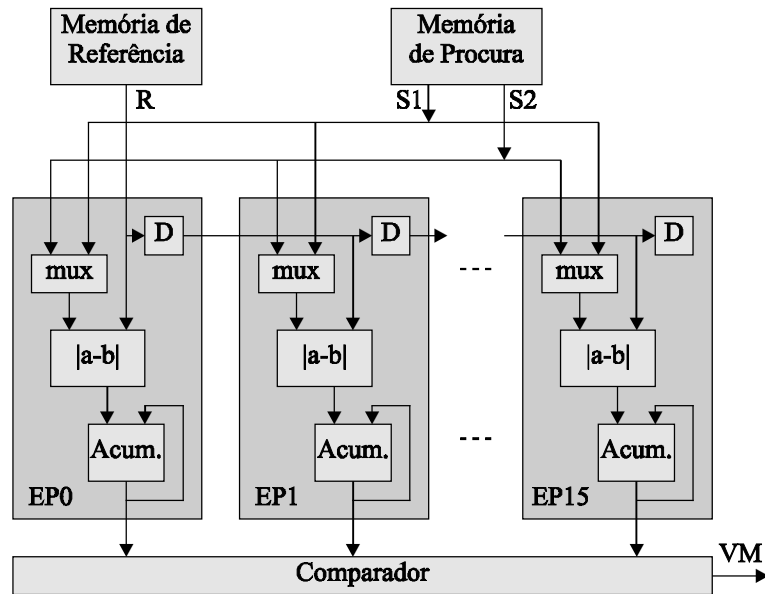 Memória de
Referência
Memória
de Procura
R
S1
S2
D
D
D
mux
mux
mux
|a-b|
|a-b|
|a-b|
Acum.
Acum.
Acum.
EP0
EP1
EP15
VM
Comparador